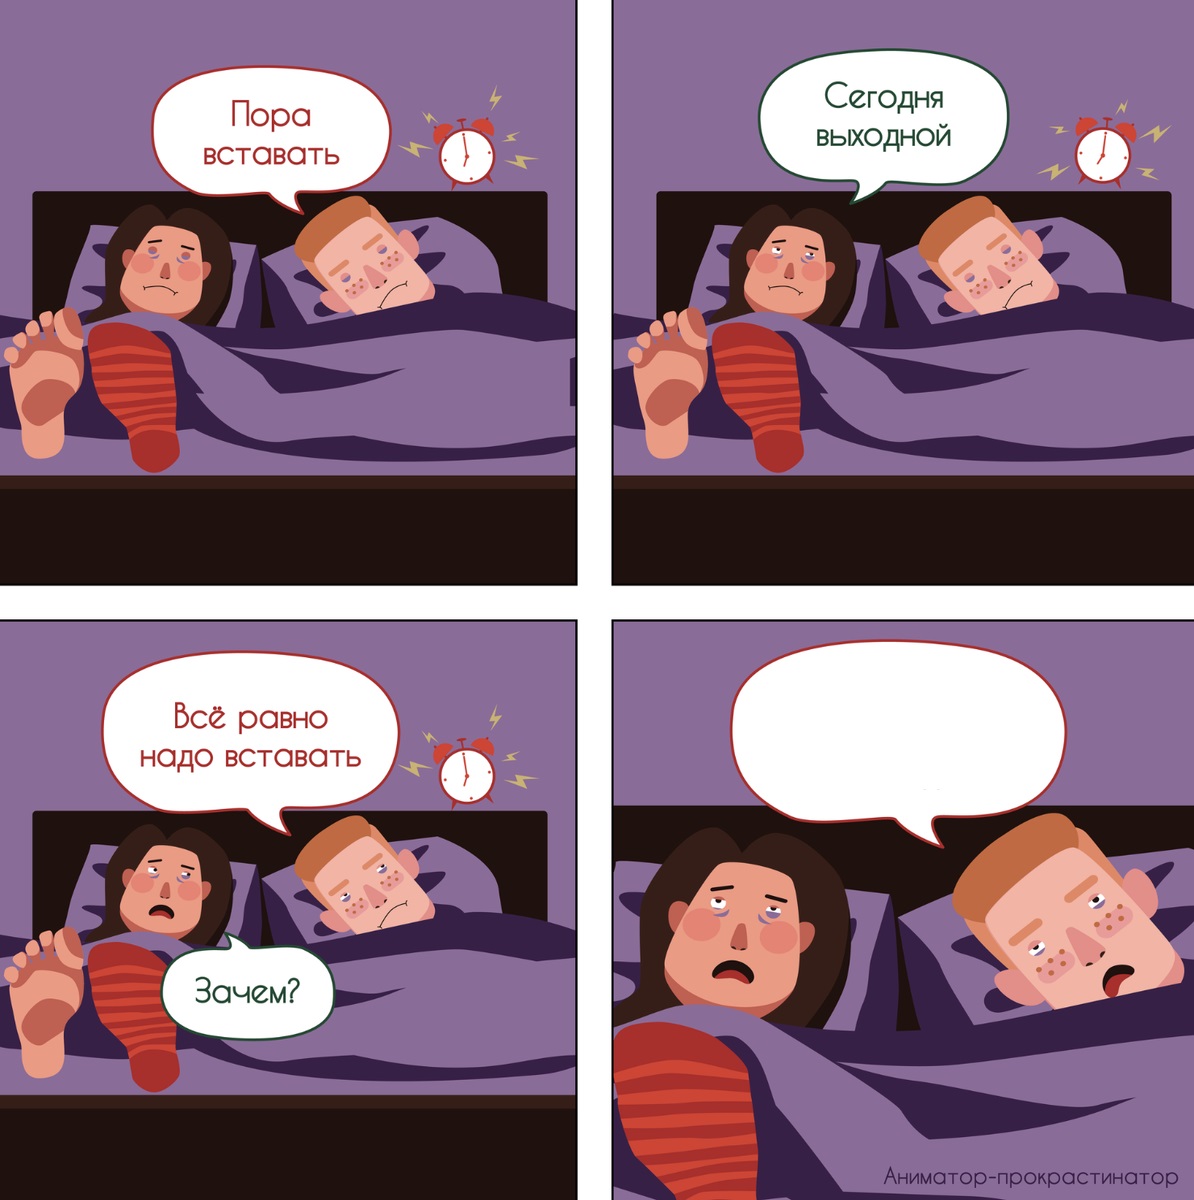 Пора
вставать
Сегодня
выходной
Всё равно
надо вставать
Зачем?
Аниматор-прокрастинатор